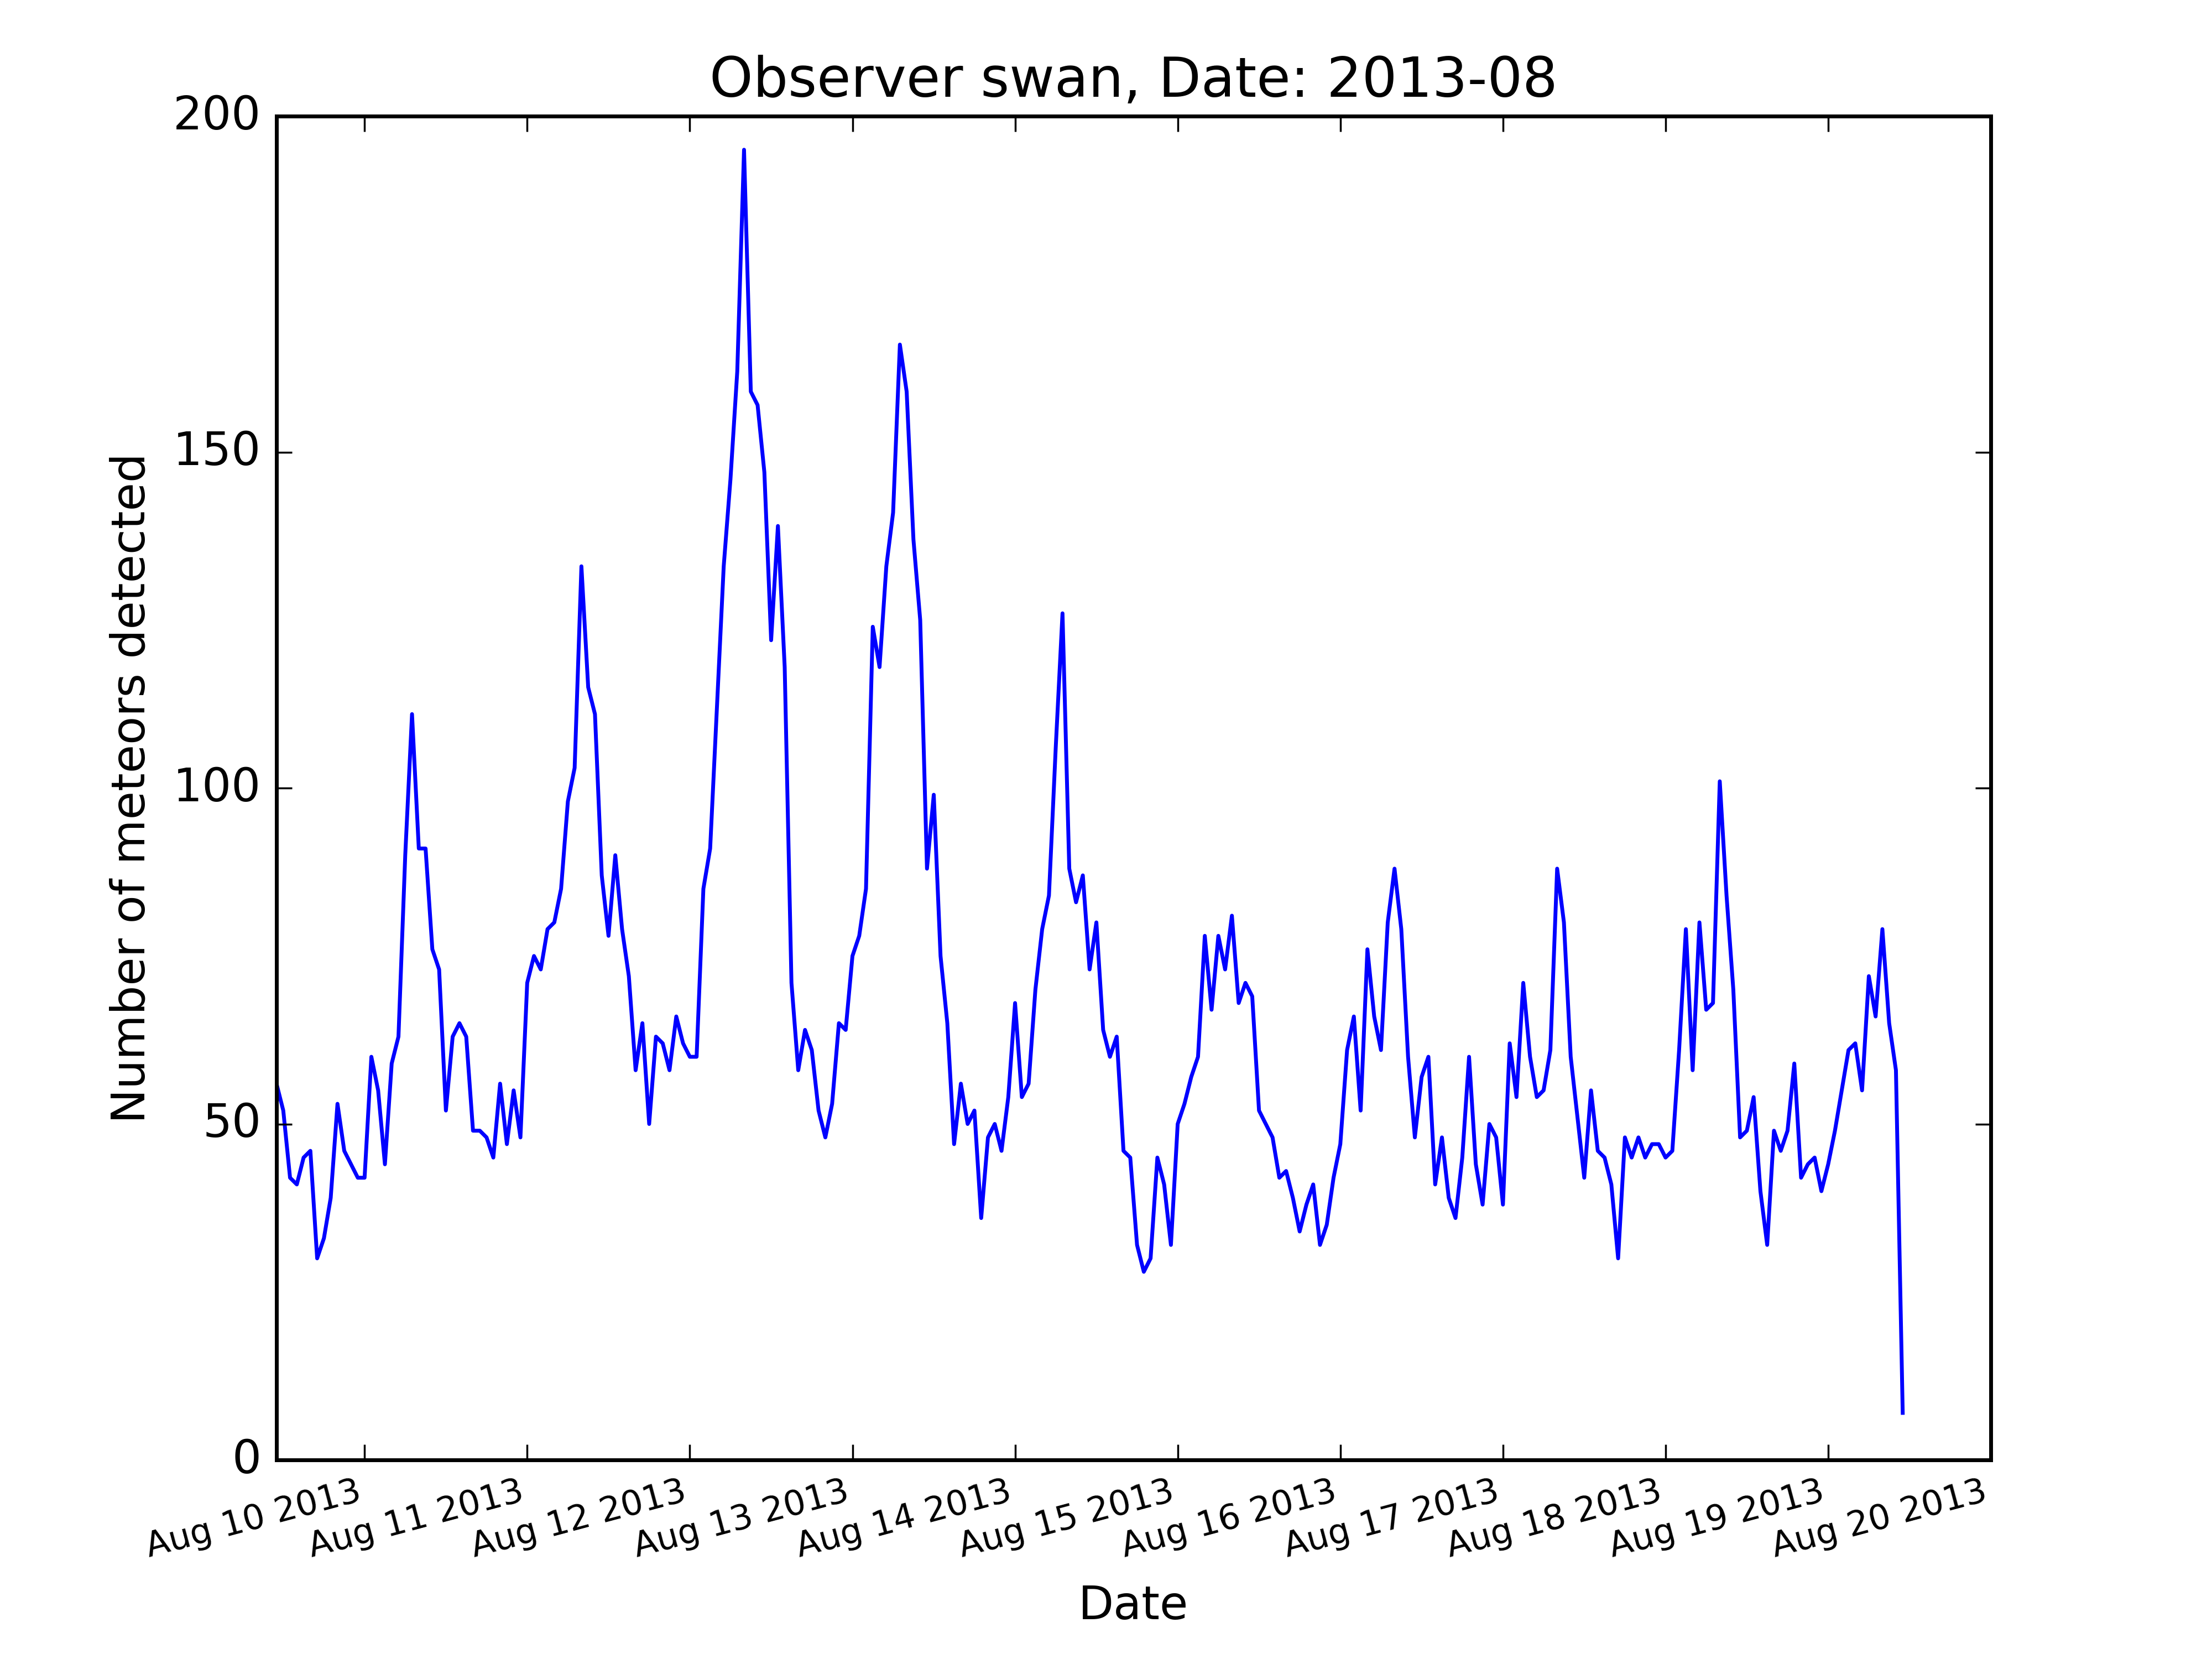 Observer swan, Date: 2013-08
200
150
100
50
0
Number of meteors detected
Aug 10 2013
Aug 11 2013
Aug 12 2013
Aug 13 2013
Aug 14 2013
Aug 15 2013
Aug 16 2013
Aug 17 2013
Aug 18 2013
Aug 19 2013
Aug 20 2013
Date